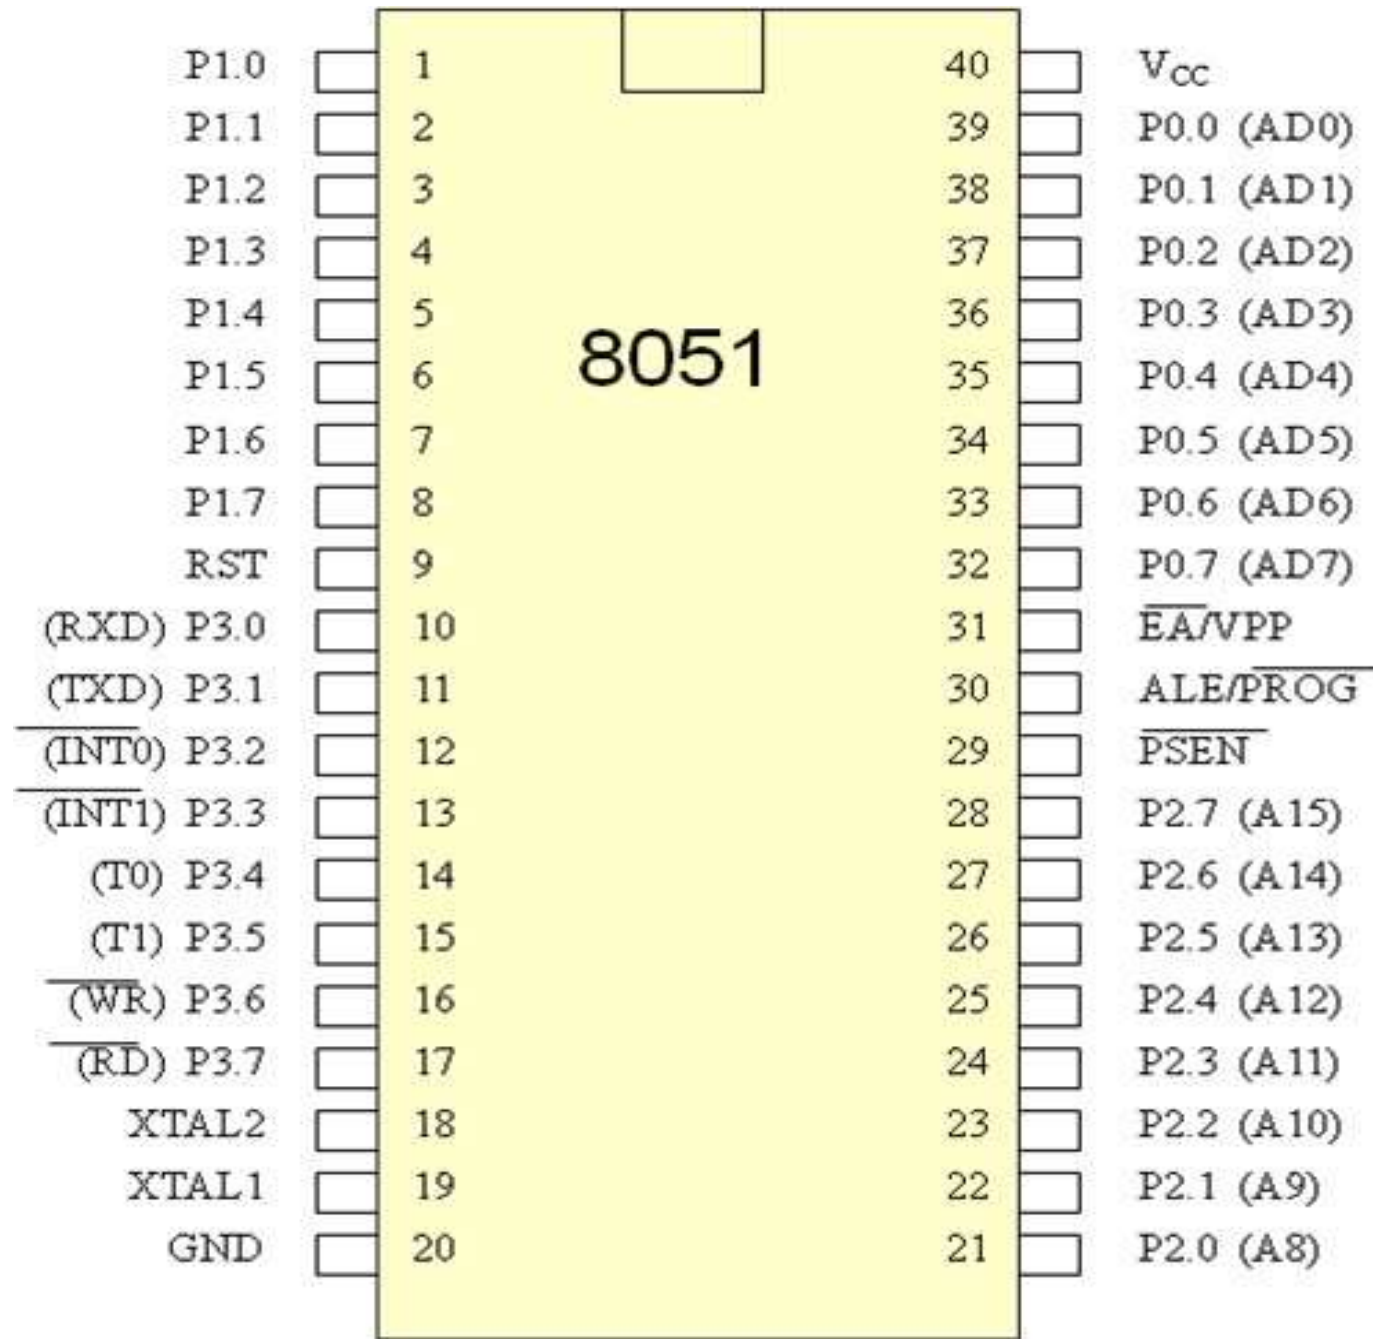 P1.0 1 40 VCC
P1.1 2 39 P0.0 (AD0)
P1.2 3 38 P0.1 (AD1)
P1.3 4 37 P0.2 (AD2)
P1.4 5 36 P0.3 (AD3)
8051
P1.5 6 35 P0.4 (AD4)
P1.6 7 34 P0.5 (AD5)
P1.7 8 33 P0.6 (AD6)
RST 9 32 P0.7 (AD7)
(RXD) P3.0 10 31 EA/VPP
(TXD) P3.1 11 30 ALE/PROG
(INT0) P3.2 12 29 PSEN
(INT1) P3.3 13 28 P2.7 (A15)
(T0) P3.4 14 27 P2.6 (A14)
(T1) P3.5 15 26 P2.5 (A13)
(WR) P3.6 16 25 P2.4 (A12)
(RD) P3.7 17 24 P2.3 (A11)
XTAL2 18 23 P2.2 (A10)
XTAL1 19 22 P2.1 (A9)
GND 20 21 P2.0 (A8)